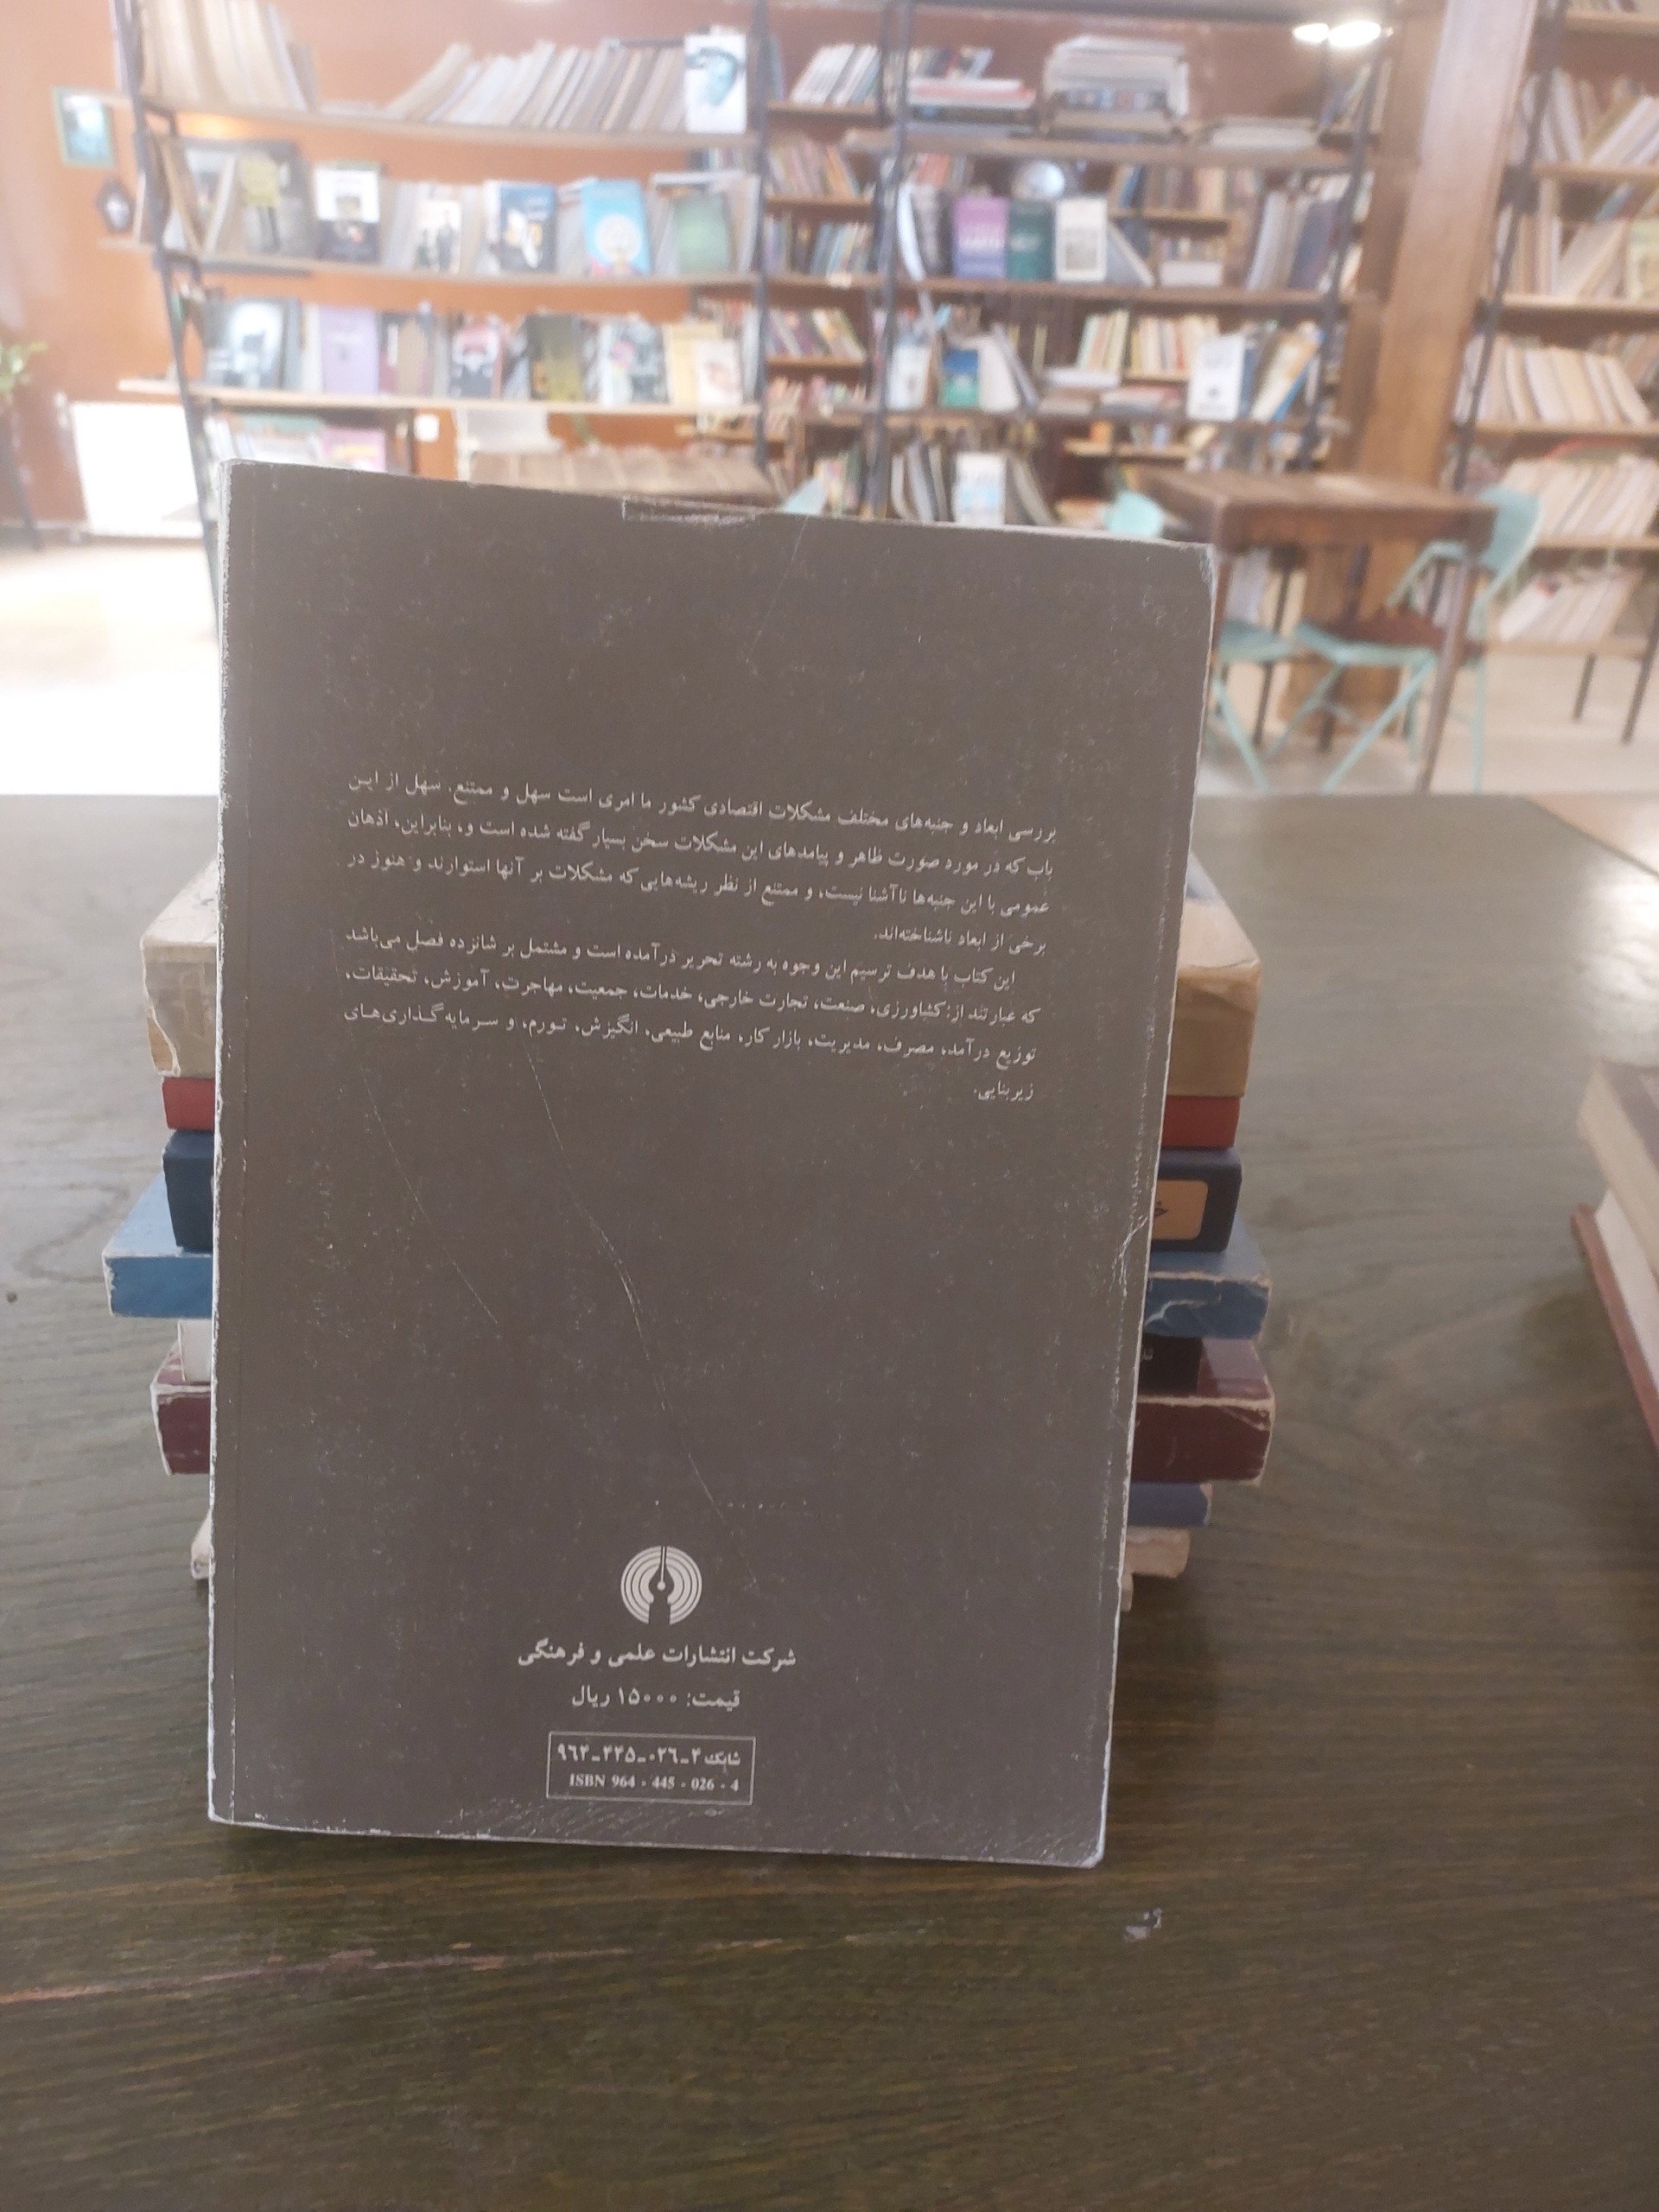 بررسی ابعاد و جنبه‌های مختلف مشکلات اقتصادی کشور ما امری است سهل و ممتنع. سهل از ایـن
باب که در مورد صورت ظاهر و پیامدهای این مشکلات سخن بسیار گفته شده است و، بنابراین، اذهان
عمومی با این جنبه‌ها ناآشنا نیست، و ممتنع از نظر ریشه‌هایی که مشکلات بر آنها استوارند و هنوز در
برخی از ابعاد ناشناخته‌اند.
این کتاب با هدف ترسیم این وجوه به رشته تحریر درآمده است و مشتمل بر شانزده فصل می‌باشد
که عبارتند از: کشاورزی، صنعت، تجارت خارجی، خدمات، جمعیت، مهاجرت، آموزش، تحقیقات،
توزیع درآمد، مصرف، مدیریت، بازار کار، منابع طبیعی، انگیزش، تـورم، و سـرمایه‌گـذاری‌هـای
زیربنایی.
شرکت انتشارات علمی و فرهنگی
قیمت: ۱۵۰۰۰ ریال
شابک ۴-۰۲۶-۴۴۵-۹۶۴
ISBN 964 - 445 - 026 - 4